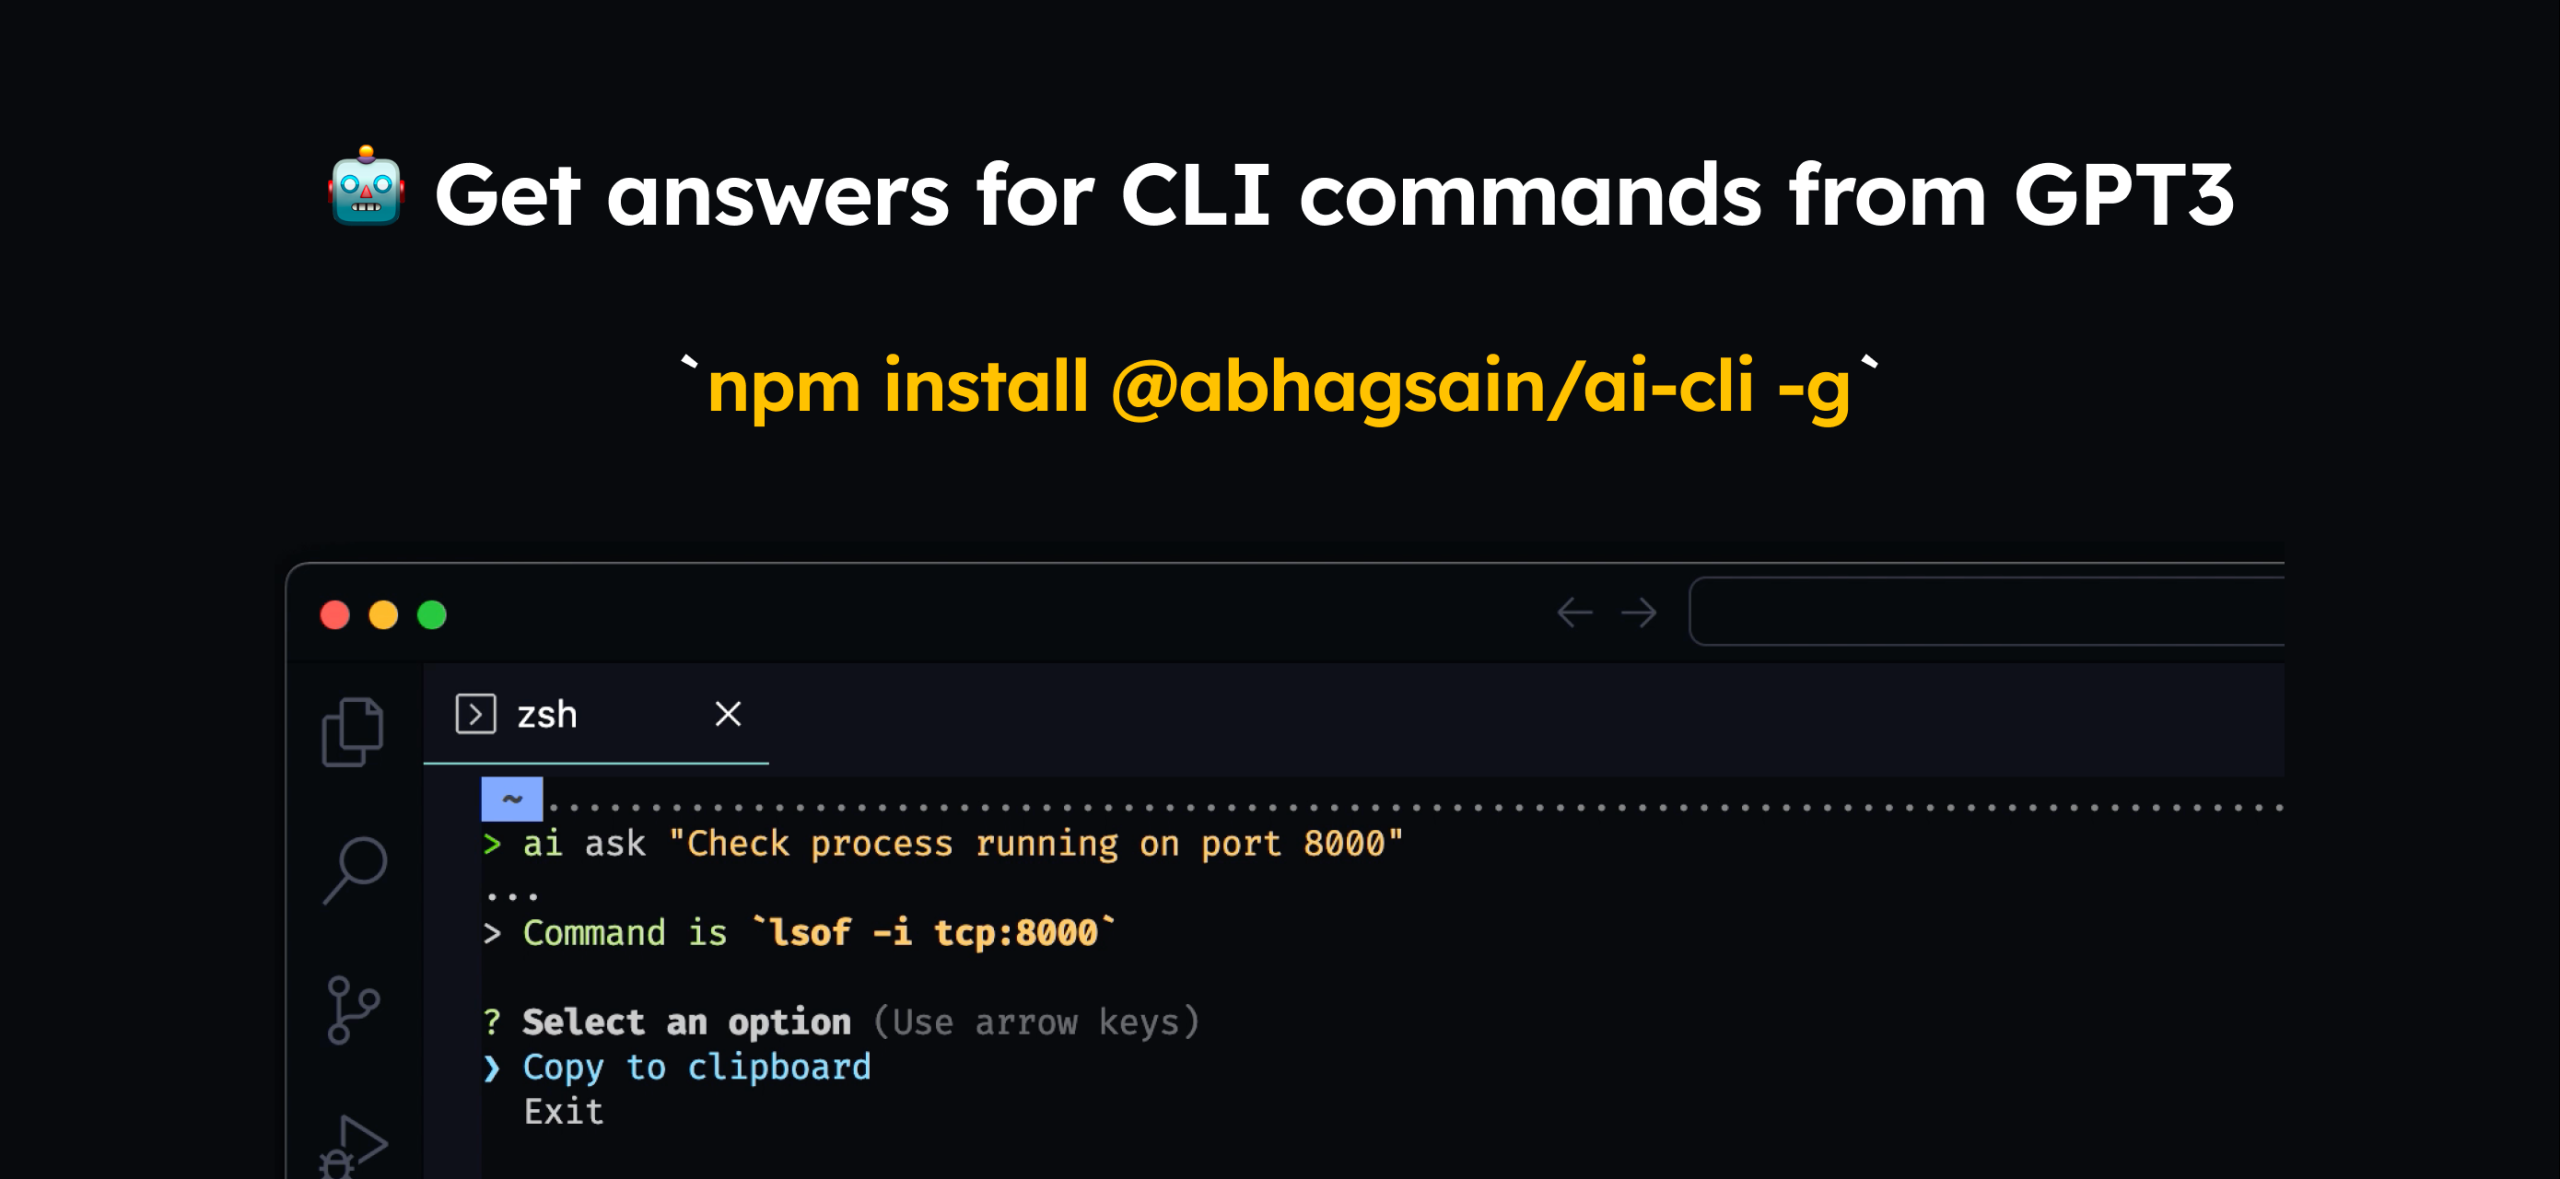 🤖 Get answers for CLI commands from GPT3
`npm install @abhagsain/ai-cli -g`
zsh
~
> ai ask "Check process running on port 8000"
...
> Command is `lsof -i tcp:8000`
? Select an option (Use arrow keys)
❯ Copy to clipboard
Exit